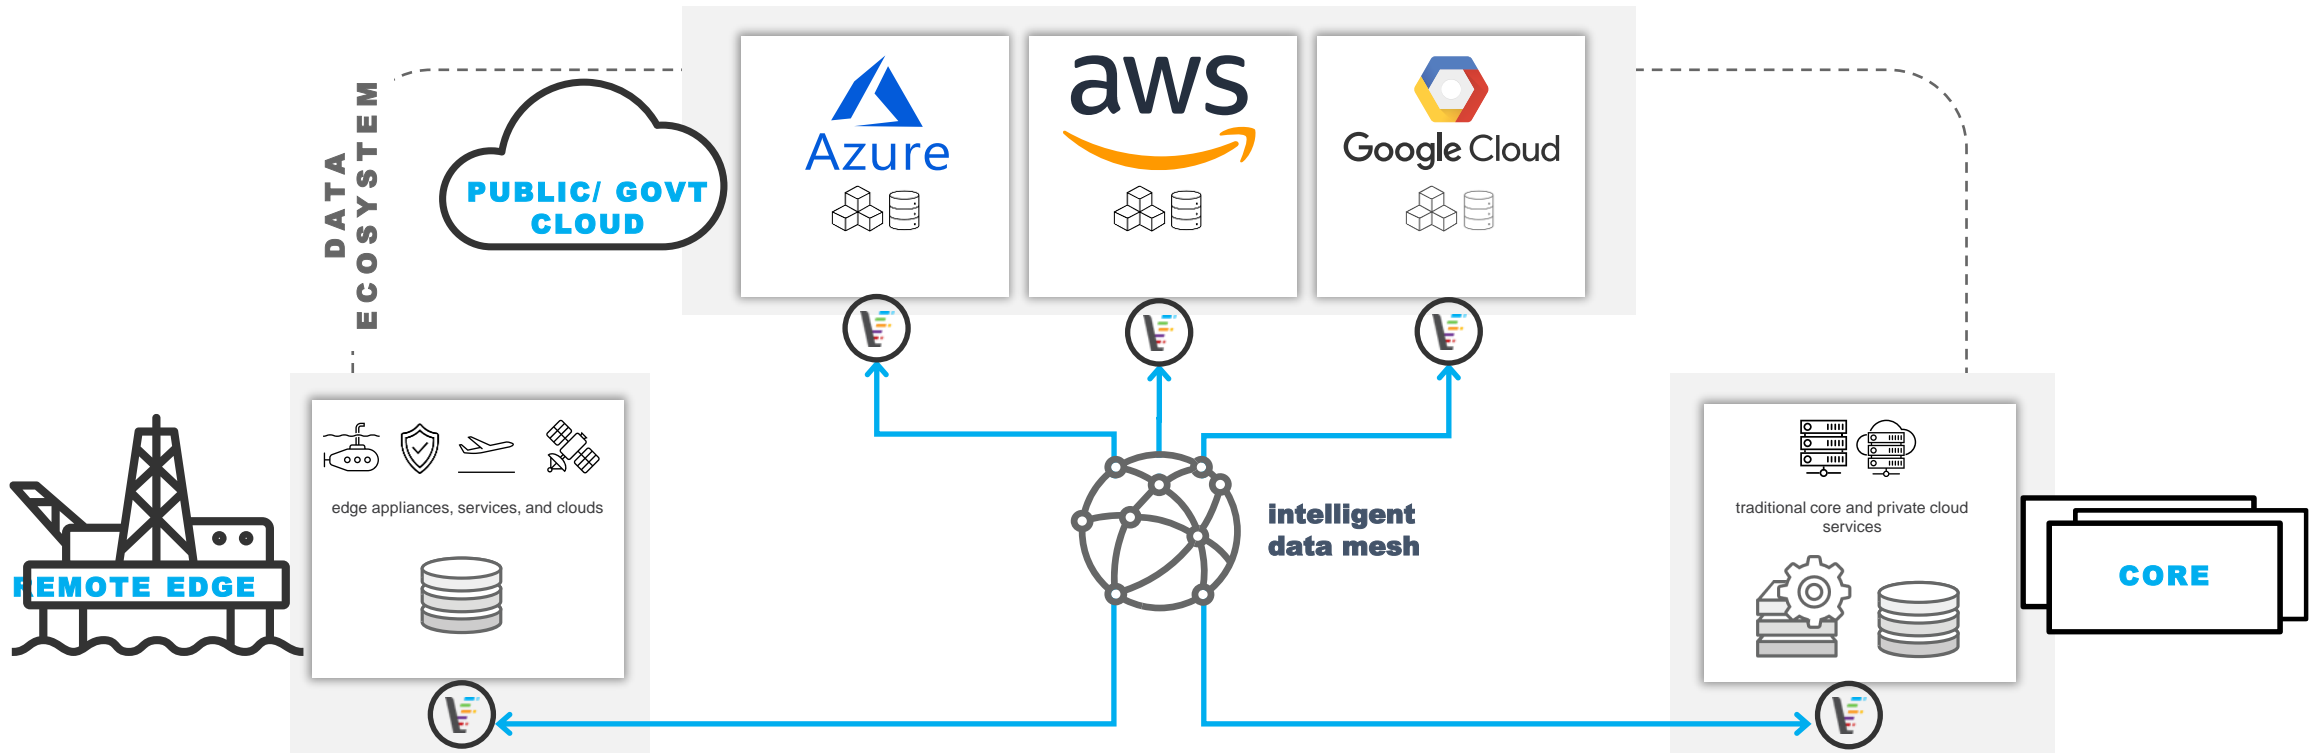 DATA
ECOSYSTEM
PUBLIC/ GOVT
CLOUD
Azure
aws
Google Cloud
REMOTE EDGE
edge appliances, services, and clouds
intelligent
data mesh
traditional core and private cloud
services
CORE